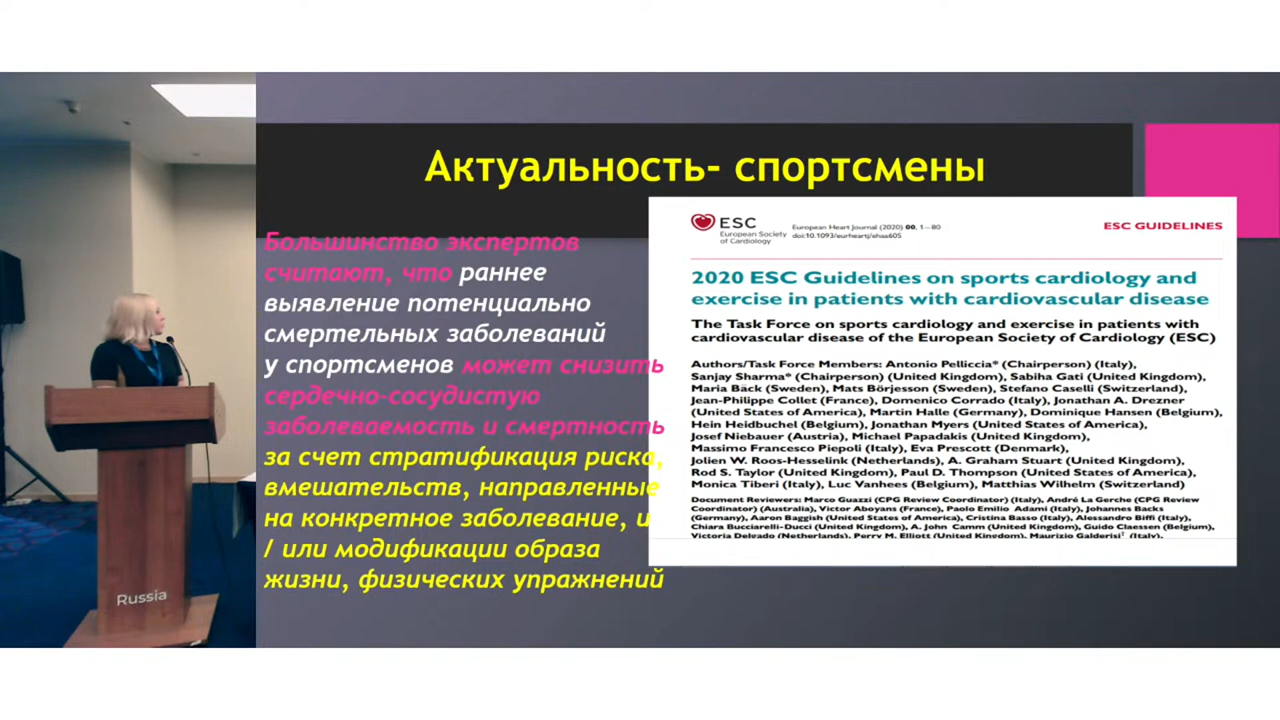 Актуальность- спортсмены
Большинство экспертов
считают, что раннее
выявление потенциально
смертельных заболеваний
у спортсменов может снизить
сердечно-сосудистую
заболеваемость и смертность
за счет стратификация риска,
вмешательств, направленные
на конкретное заболевание, и
/ или модификации образа
жизни, физических упражнений
ESC
European Society
of Cardiology
European Heart Journal (2020) 00, 1–80
doi:10.1093/eurheartj/ehaa605
ESC GUIDELINES
2020 ESC Guidelines on sports cardiology and
exercise in patients with cardiovascular disease
The Task Force on sports cardiology and exercise in patients with
cardiovascular disease of the European Society of Cardiology (ESC)
Authors/Task Force Members: Antonio Pelliccia* (Chairperson) (Italy),
Sanjay Sharma* (Chairperson) (United Kingdom), Sabiha Gati (United Kingdom),
Maria Bäck (Sweden), Mats Börjesson (Sweden), Stefano Caselli (Switzerland),
Jean-Philippe Collet (France), Domenico Corrado (Italy), Jonathan A. Drezner
(United States of America), Martin Halle (Germany), Dominique Hansen (Belgium),
Hein Heidbuchel (Belgium), Jonathan Myers (United States of America),
Josef Niebauer (Austria), Michael Papadakis (United Kingdom),
Massimo Francesco Piepoli (Italy), Eva Prescott (Denmark),
Jolien W. Roos-Hesselink (Netherlands), A. Graham Stuart (United Kingdom),
Rod S. Taylor (United Kingdom), Paul D. Thompson (United States of America),
Monica Tiberi (Italy), Luc Vanhees (Belgium), Matthias Wilhelm (Switzerland)
Document Reviewers: Marco Guazzi (CPG Review Coordinator) (Italy), André La Gerche (CPG Review
Coordinator) (Australia), Victor Aboyans (France), Paolo Emilio Adami (Italy), Johannes Backs
(Germany), Aaron Baggish (United States of America), Cristina Basso (Italy), Alessandro Biffi (Italy),
Chiara Bucciarelli-Ducci (United Kingdom), A. John Camm (United Kingdom), Guido Claessen (Belgium),
Victoria Delgado (Netherlands), Perry M. Elliott (United Kingdom), Maurizio Galderisi† (Italy),
Russia